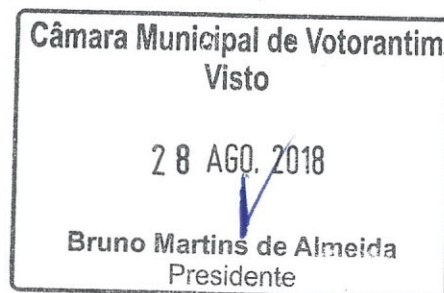 Câmara Municipal de Votorantim
Visto
28 AGO. 2018
Bruno Martins de Almeida
Presidente